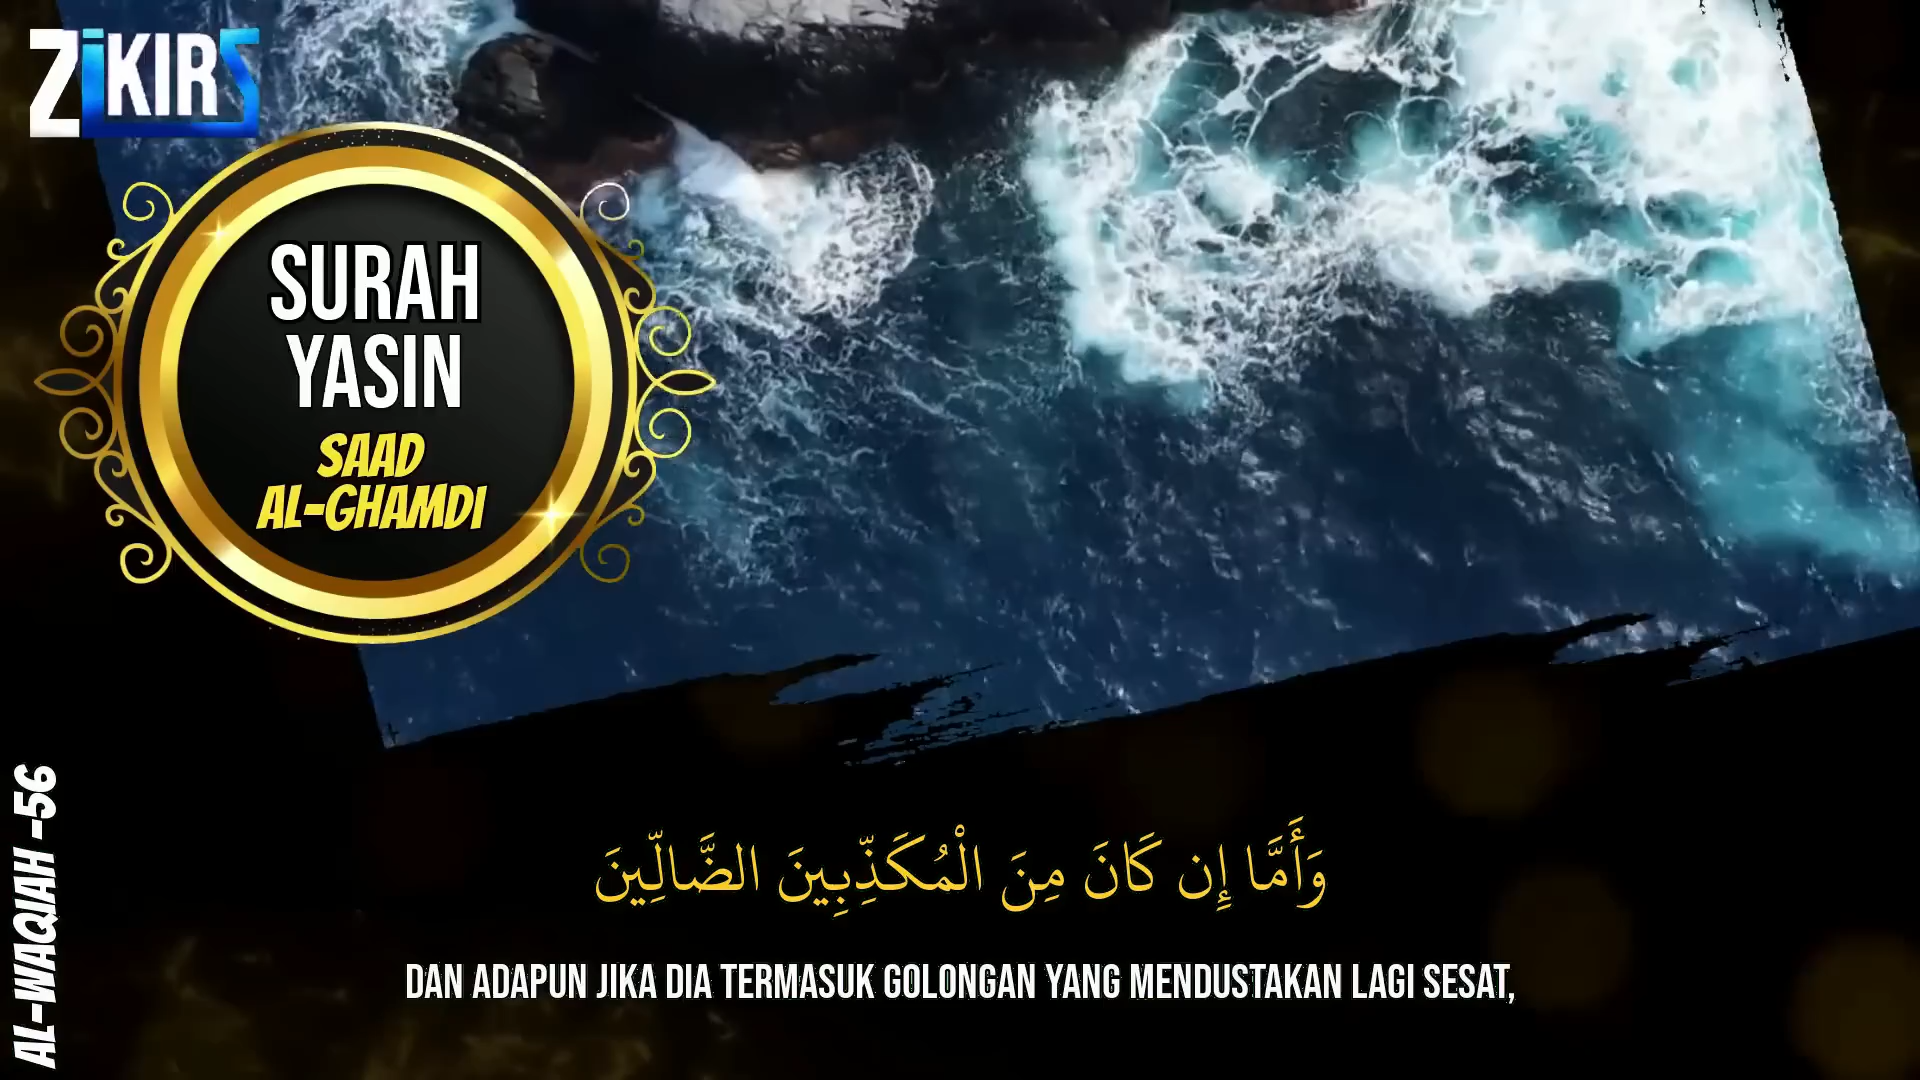 ZiKIRS
SURAH
YASIN
SAAD
AL-GHAMDI
AL-WAQIAH -56
وَأَمَّا إِن كَانَ مِنَ الْمُكَذِّبِينَ الضَّالِّينَ
DAN ADAPUN JIKA DIA TERMASUK GOLONGAN YANG MENDUSTAKAN LAGI SESAT,